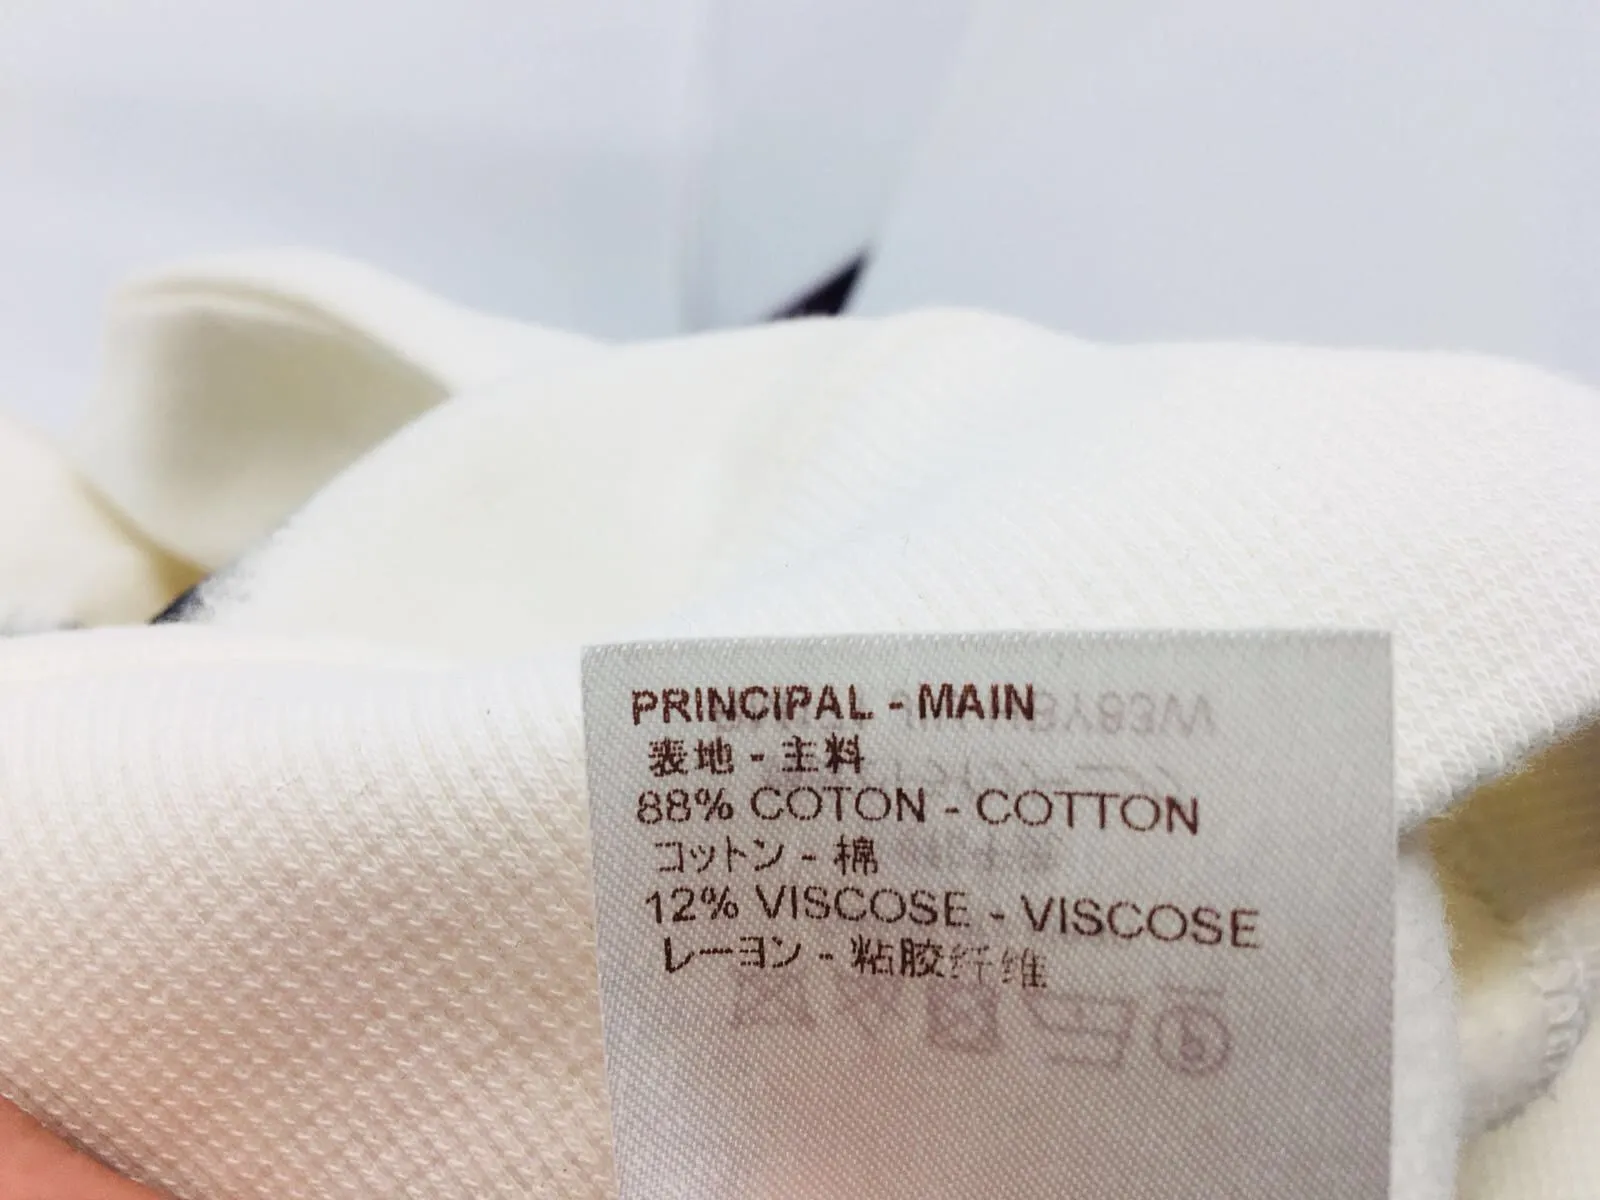 PRINCIPAL - MAIN
表地 - 主料
88% COTON - COTTON
コットン - 棉
12% VISCOSE - VISCOSE
レーヨン - 粘胶纤维